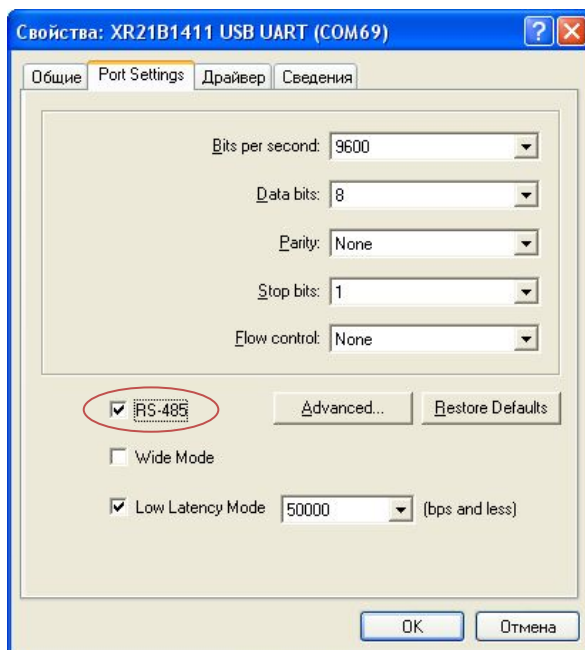 Свойства: XR21B1411 USB UART (COM69)
Общие Port Settings Драйвер Сведения
Bits per second: 9600
Data bits: 8
Parity: None
Stop bits: 1
Flow control: None
RS-485 Advanced... Restore Defaults
Wide Mode
Low Latency Mode 50000 (bps and less)
OK Отмена